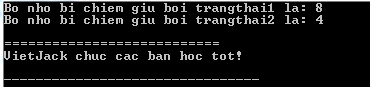 Bo nho bi chiem giu boi trangthai1 la: 8
Bo nho bi chiem giu boi trangthai2 la: 4
===========================
VietJack chuc cac ban hoc tot!
--------------------------------